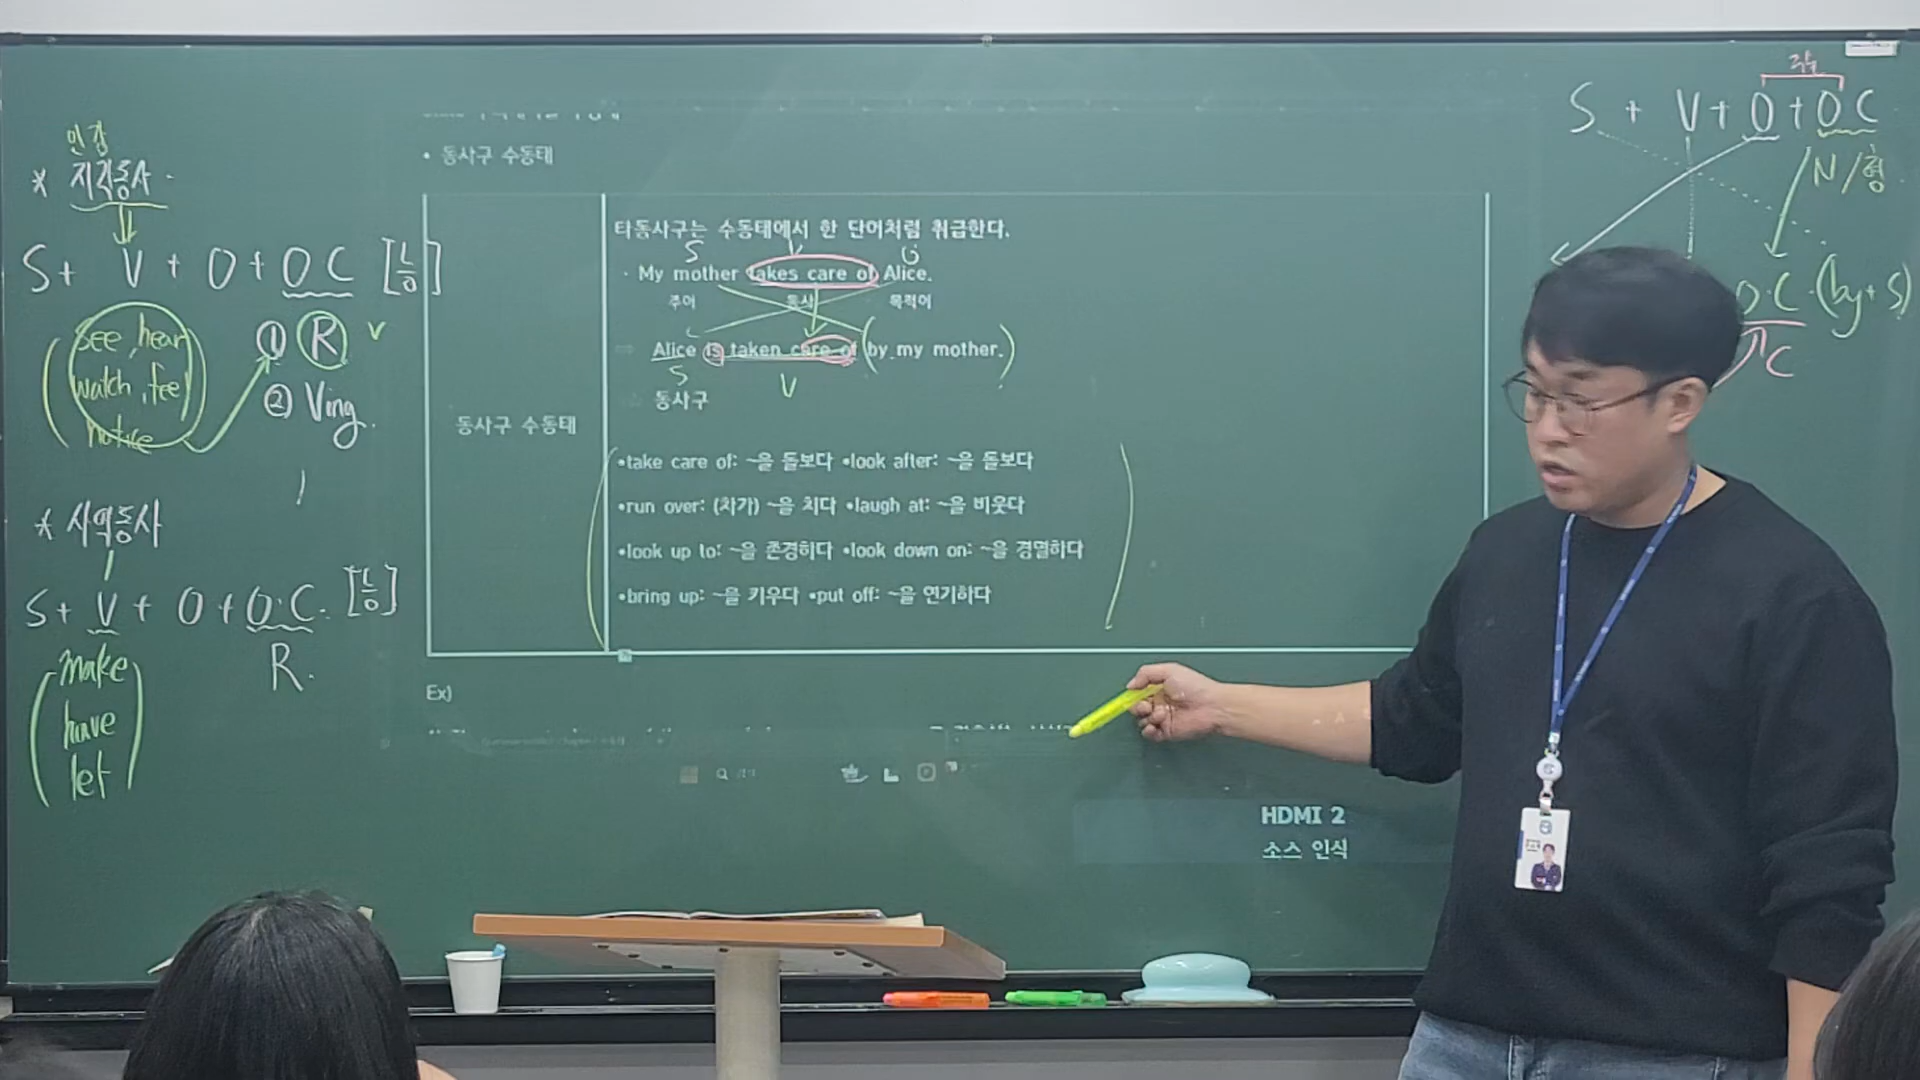 인강
* 지각동사
S + V + O + O C [느]
see, hear
watch, feel
notice
① R v
② Ving.
* 사역동사
S + V + O + O·C.
R.
make
have
let
• 동사구 수동태
동사구 수동태
타동사구는 수동태에서 한 단어처럼 취급한다.
S V O
· My mother takes care of Alice.
주어 동사 목적어
⇨ Alice is taken care of by my mother.
S V
동사구
•take care of: ~을 돌보다 •look after: ~을 돌보다
•run over: (차가) ~을 치다 •laugh at: ~을 비웃다
•look up to: ~을 존경하다 •look down on: ~을 경멸하다
•bring up: ~을 키우다 •put off: ~을 연기하다
Ex)
HDMI 2
소스 인식
S + V + O + O C
N/형
O·C·(by+S)
C